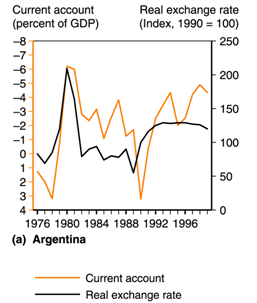 Current account
(percent of GDP)
Real exchange rate
(Index, 1990 = 100)
–8
–7
–6
–5
–4
–3
–2
–1
0
1
2
3
4
250
200
150
100
50
0
1976 1980 1984 1988 1992 1996
(a) Argentina
Current account
Real exchange rate